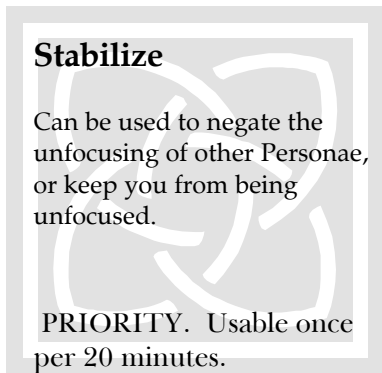 Stabilize
Can be used to negate the
unfocusing of other Personae,
or keep you from being
unfocused.
PRIORITY.  Usable once
per 20 minutes.